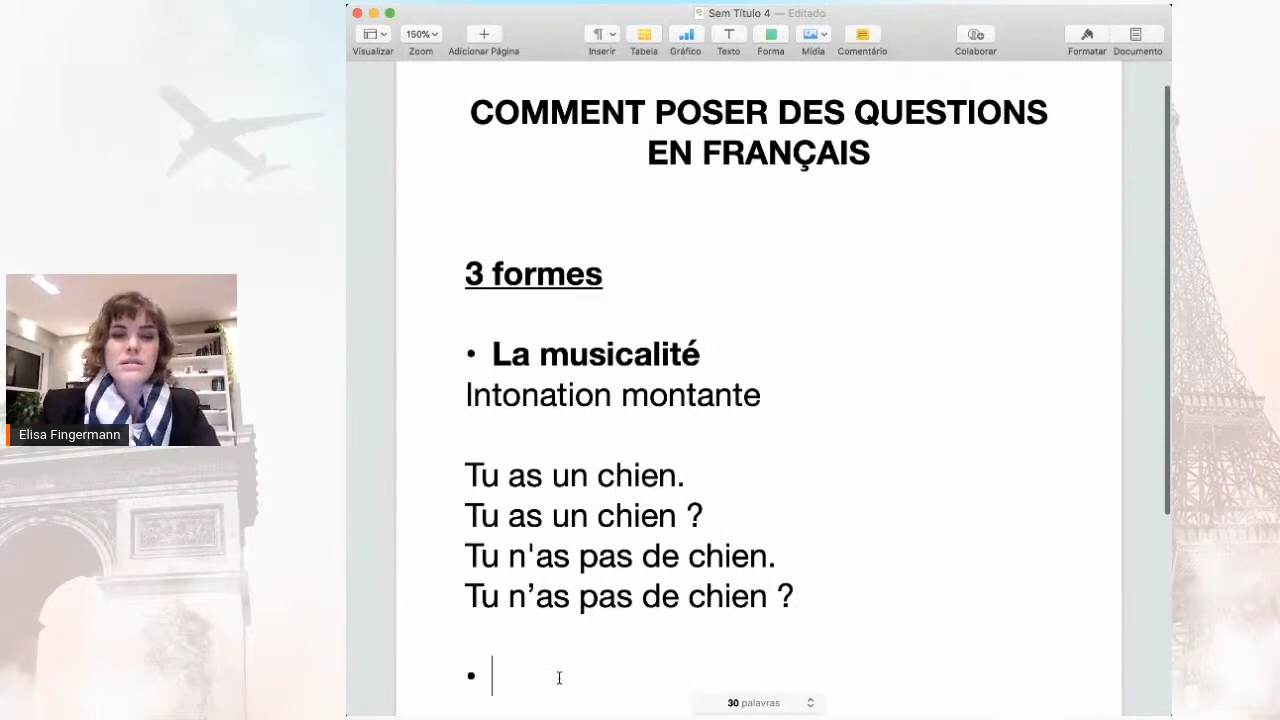 Sem Título 4 — Editado
Visualizar
150%
Zoom
Adicionar Página
Inserir
Tabela
Gráfico
Texto
Forma
Mídia
Comentário
Colaborar
Formatar
Documento
COMMENT POSER DES QUESTIONS
EN FRANÇAIS
3 formes
• La musicalité
Intonation montante
Tu as un chien.
Tu as un chien ?
Tu n'as pas de chien.
Tu n’as pas de chien ?
•
Elisa Fingermann
30 palavras